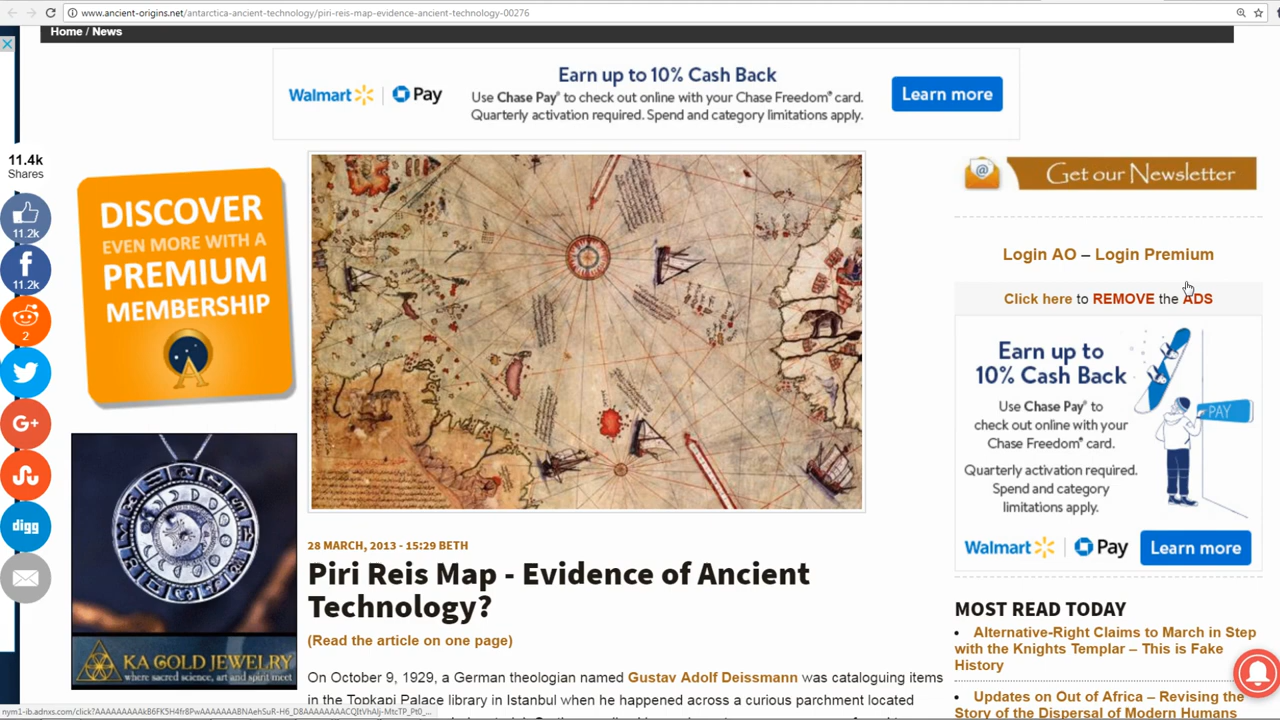 www.ancient-origins.net/antarctica-ancient-technology/piri-reis-map-evidence-ancient-technology-00276
Home / News
Walmart | Pay
Earn up to 10% Cash Back
Use Chase Pay® to check out online with your Chase Freedom® card.
Quarterly activation required. Spend and category limitations apply.
Learn more
11.4k
Shares
11.2k
11.2k
2
G+
digg
DISCOVER
EVEN MORE WITH A
PREMIUM
MEMBERSHIP
KA GOLD JEWELRY
where sacred science, art and spirit meet
28 MARCH, 2013 - 15:29 BETH
Piri Reis Map - Evidence of Ancient
Technology?
(Read the article on one page)
On October 9, 1929, a German theologian named Gustav Adolf Deissmann was cataloguing items
in the Topkapi Palace library in Istanbul when he happened across a curious parchment located
Get our Newsletter
Login AO – Login Premium
Click here to REMOVE the ADS
Earn up to
10% Cash Back
Use Chase Pay® to
check out online with your
Chase Freedom® card.
Quarterly activation required.
Spend and category
limitations apply.
PAY
Walmart | Pay
Learn more
MOST READ TODAY
Alternative-Right Claims to March in Step
with the Knights Templar – This is Fake
History
Updates on Out of Africa – Revising the
Story of the Dispersal of Modern Humans